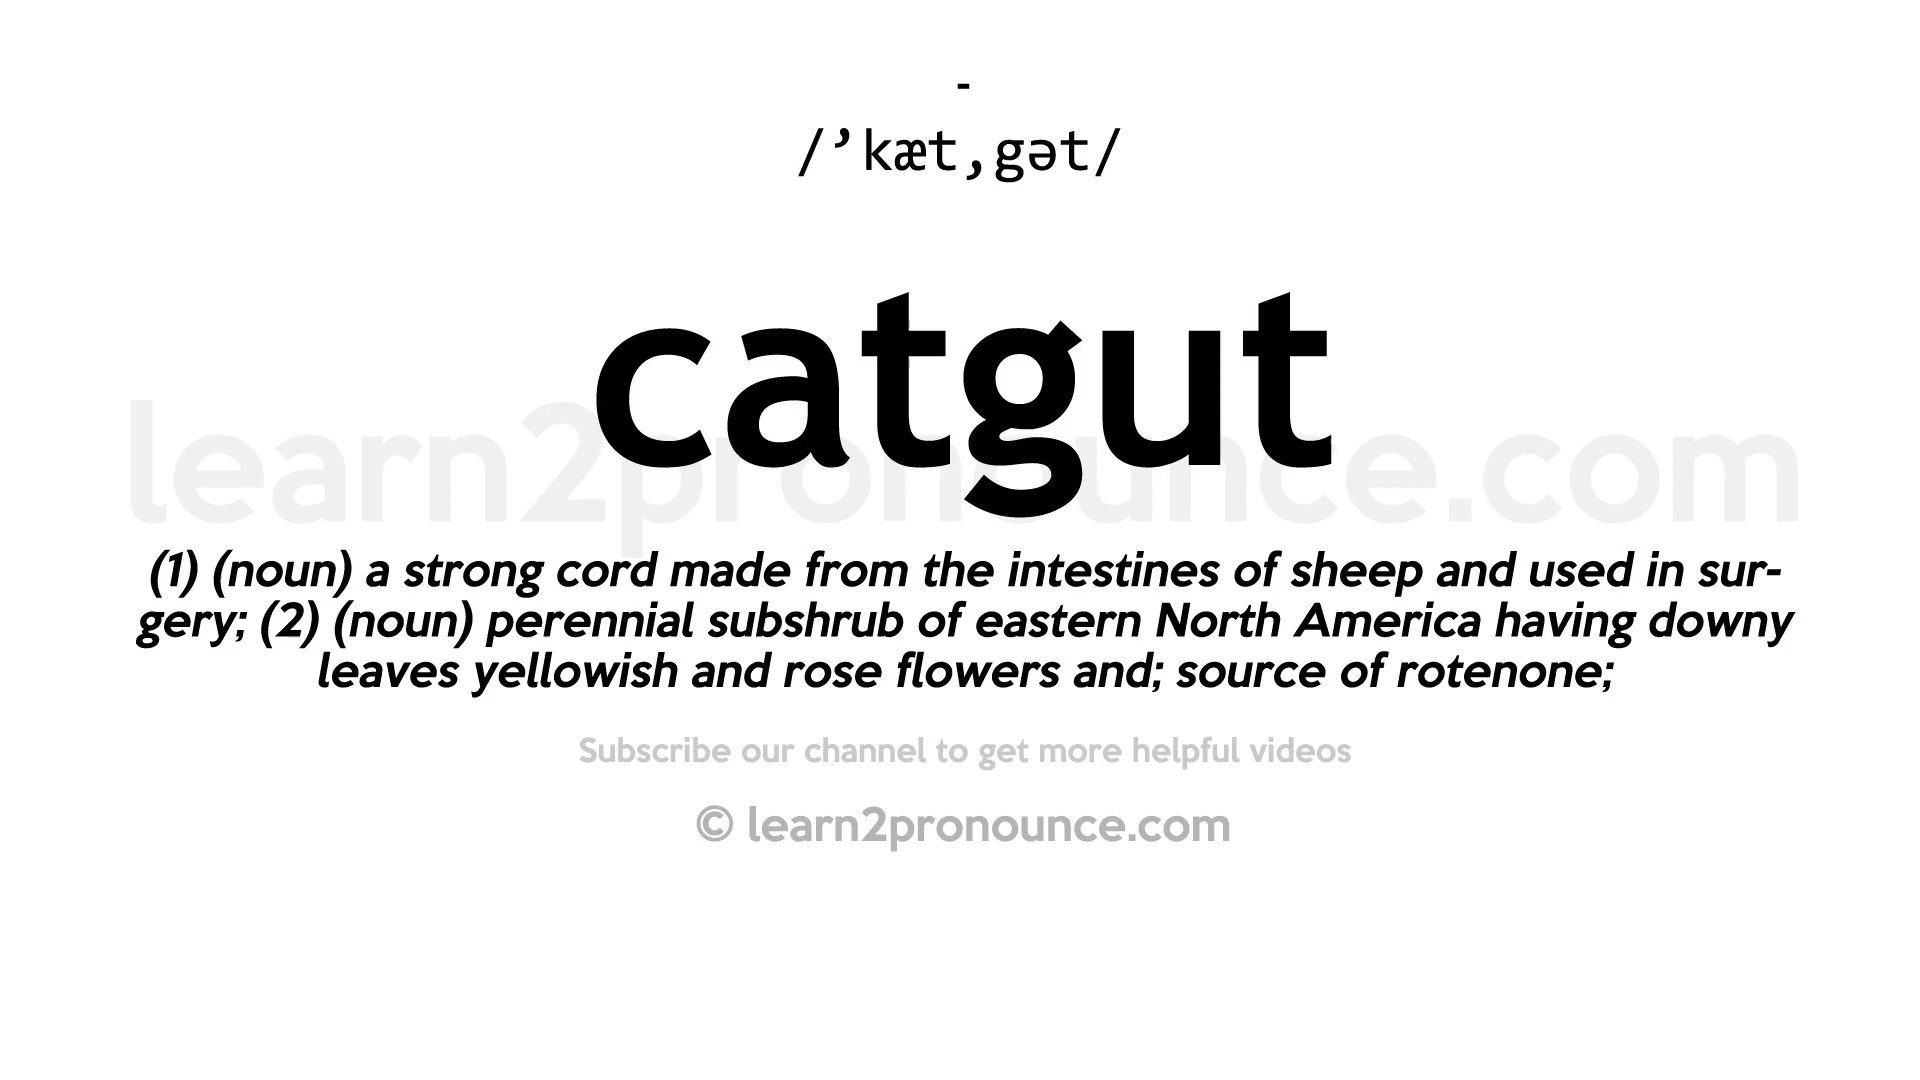 -
/’kæt,gət/
catgut
learn2pronounce.com
(1) (noun) a strong cord made from the intestines of sheep and used in sur-
gery; (2) (noun) perennial subshrub of eastern North America having downy
leaves yellowish and rose flowers and; source of rotenone;
Subscribe our channel to get more helpful videos
© learn2pronounce.com